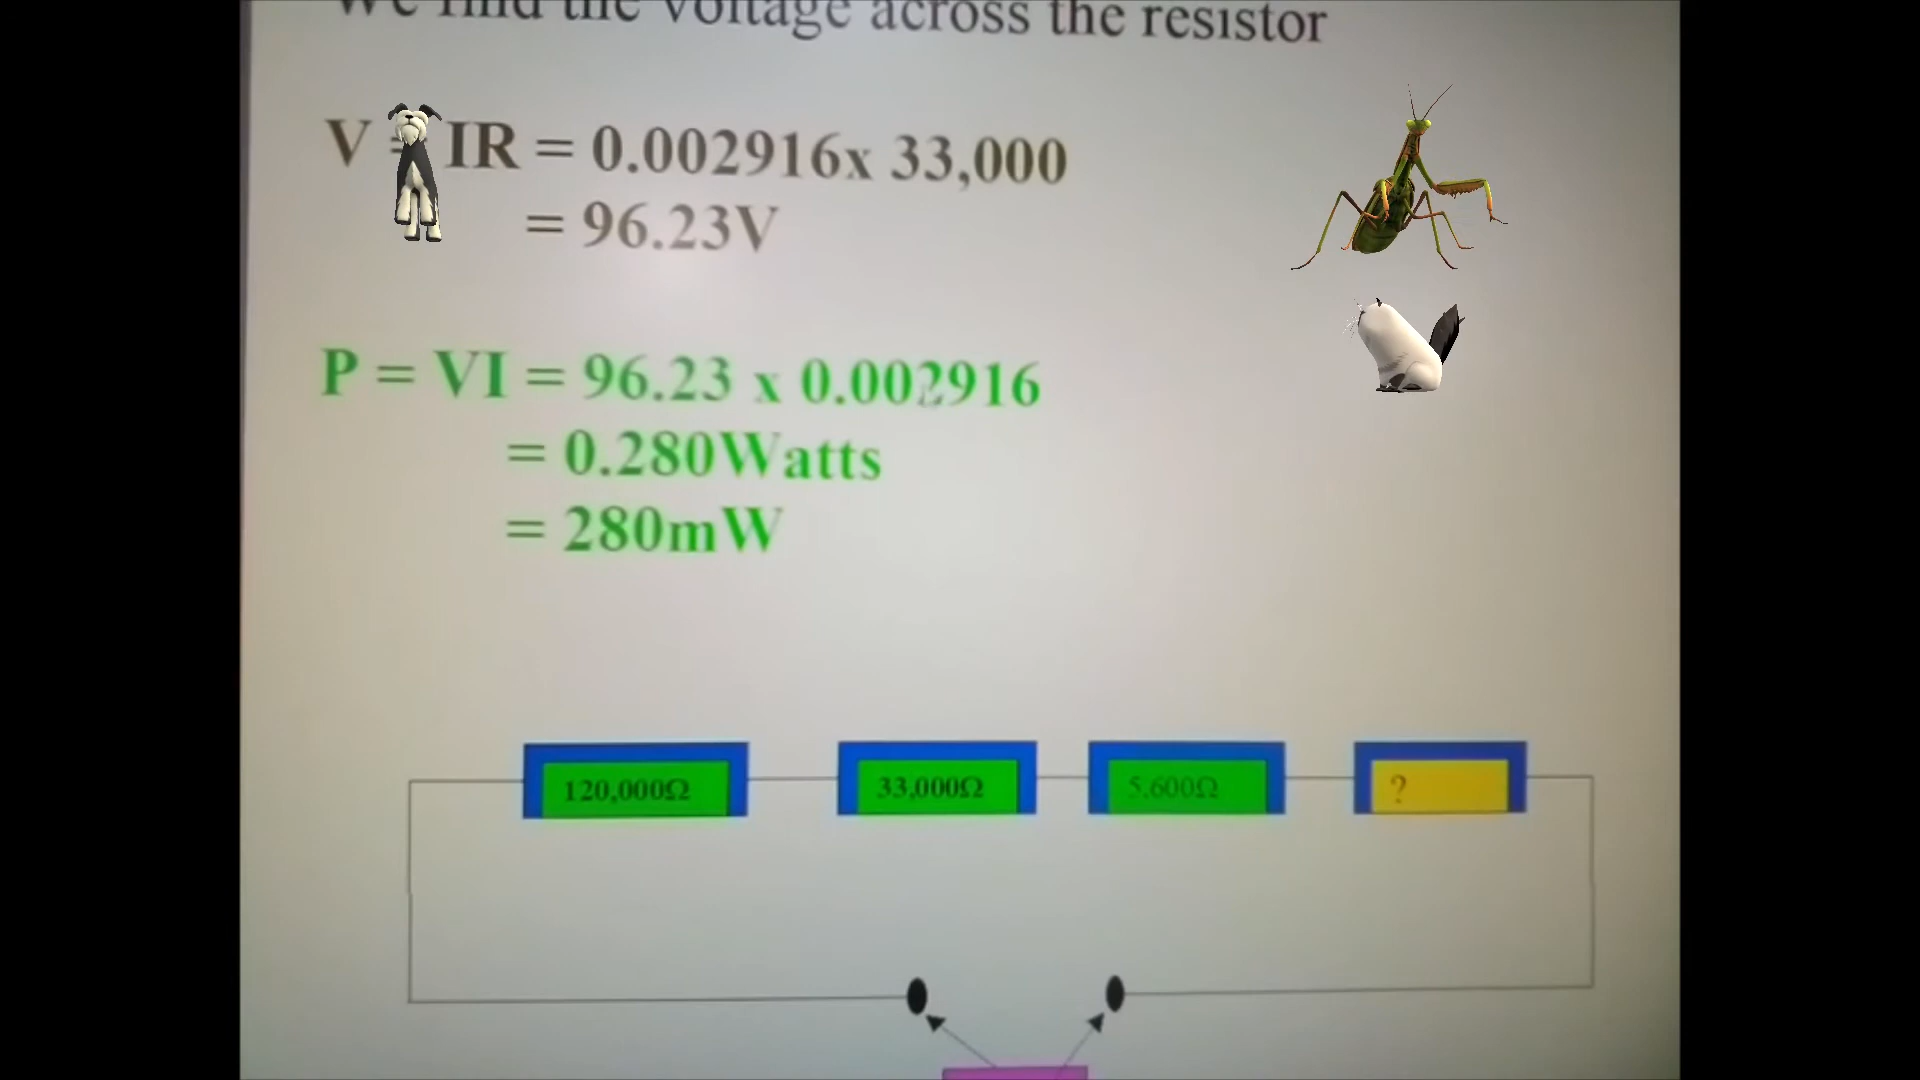 We find the voltage across the resistor
V = IR = 0.002916x 33,000
= 96.23V
P = VI = 96.23 x 0.002916
= 0.280Watts
= 280mW
120,000Ω 33,000Ω 5,600Ω ?